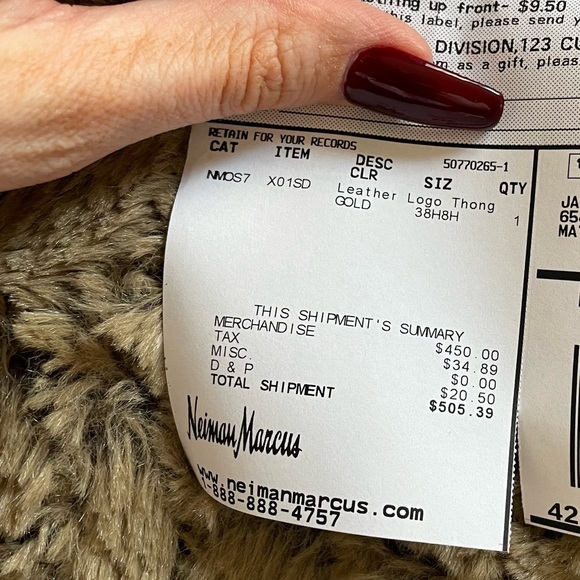 up front- $9.50
this label, please send
DIVISION, 123
as a gift, pleas
RETAIN FOR YOUR RECORDS
CAT ITEM DESC 50770265-1
CLR SIZ QTY
NMOS7 X01SD Leather Logo Thong
GOLD 38H8H 1
THIS SHIPMENT'S SUMMARY
MERCHANDISE $450.00
TAX $34.89
MISC. $0.00
D & P $20.50
TOTAL SHIPMENT $505.39
Neiman Marcus
www.neimanmarcus.com
1-888-888-4757
JA
65
MA
42